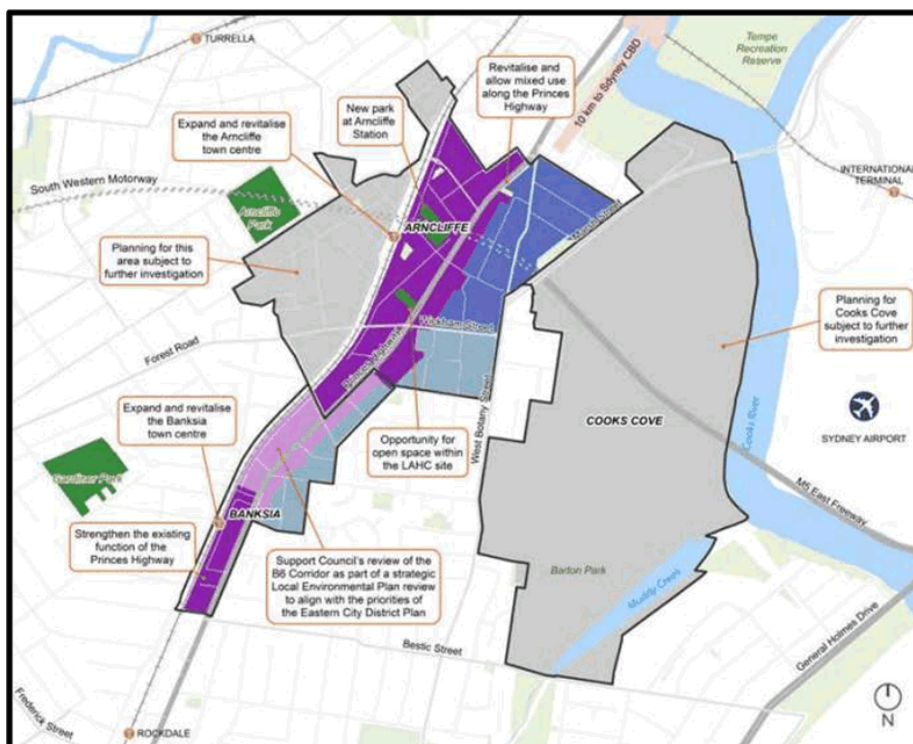 TURRELLA
Tempe
Recreation
Reserve
10 km to Sdyney CBD
Revitalise and
allow mixed use
along the Princes
Highway
New park
at Arncliffe
Station
Expand and revitalise
the Arncliffe
town centre
INTERNATIONAL
TERMINAL
South Western Motorway
Arncliffe
Park
ARNCLIFFE
Marsh Street
Planning for this
area subject to
further investigation
Planning for
Cooks Cove
subject to further
investigation
Wickham Street
Princes Highway
Forest Road
Expand and revitalise
the Banksia
town centre
Opportunity for
open space within
the LAHC site
West Botany Street
COOKS COVE
Cooks River
SYDNEY AIRPORT
Gardiner Park
M5 East Freeway
BANKSIA
Strengthen the existing
function of the
Princes Highway
Support Council's review of the
B6 Corridor as part of a strategic
Local Environmental Plan review
to align with the priorities of
the Eastern City District Plan
Barton Park
Muddy Creek
Bestic Street
General Holmes Drive
Frederick Street
ROCKDALE
N